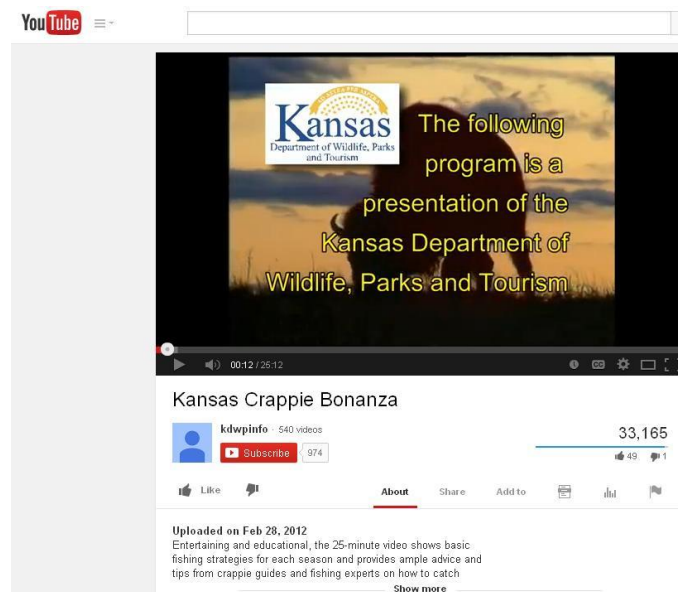 YouTube
Kansas
Department of Wildlife, Parks
and Tourism
The following
program is a
presentation of the
Kansas Department of
Wildlife, Parks and Tourism
00:12 / 25:12
CC
Kansas Crappie Bonanza
kdwpinfo · 540 videos
Subscribe 974
33,165
49 1
Like About Share Add to
Uploaded on Feb 28, 2012
Entertaining and educational, the 25-minute video shows basic
fishing strategies for each season and provides ample advice and
tips from crappie guides and fishing experts on how to catch
Show more